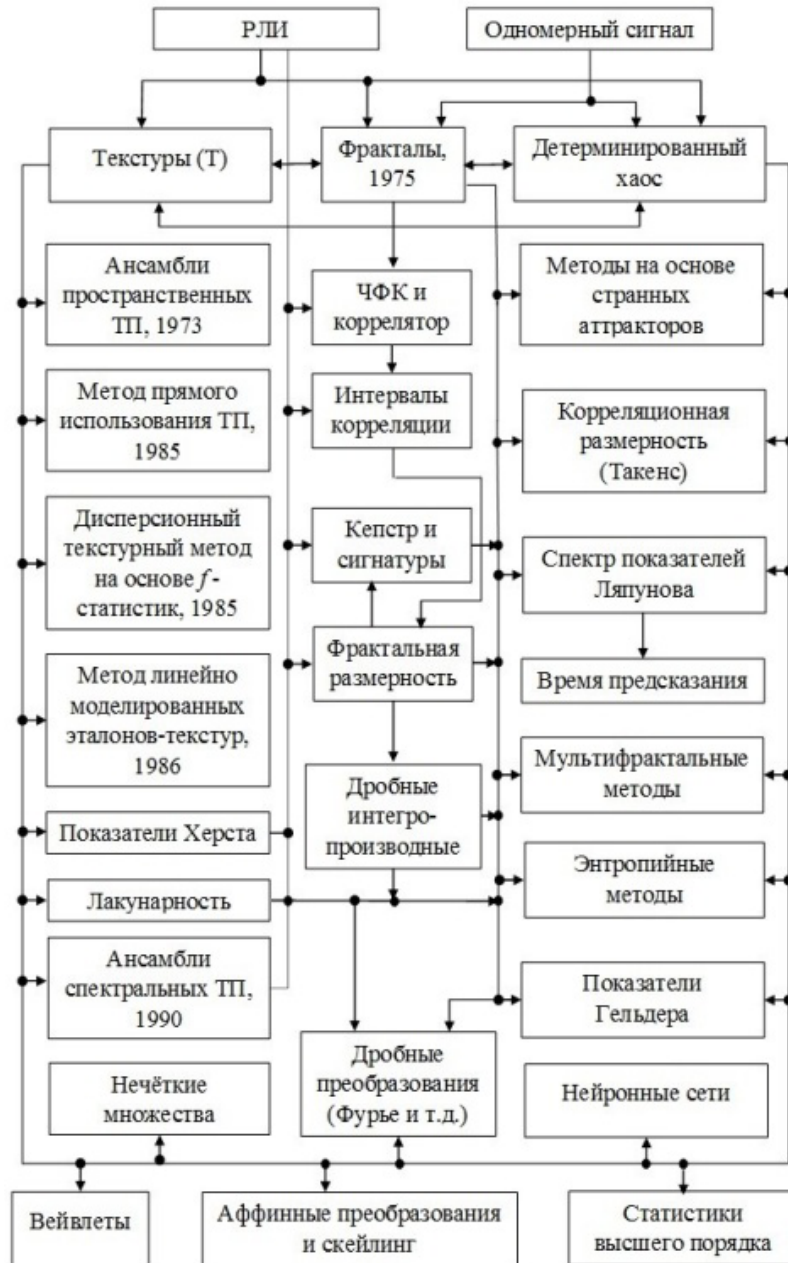 РЛИ
Одномерный сигнал
Текстуры (Т)
Фракталы,
1975
Детерминированный
хаос
Ансамбли
пространственных
ТП, 1973
ЧФК и
коррелятор
Методы на основе
странных
аттракторов
Метод прямого
использования ТП,
1985
Интервалы
корреляции
Корреляционная
размерность
(Такенс)
Дисперсионный
текстурный метод
на основе f-
статистик, 1985
Кепстр и
сигнатуры
Спектр показателей
Ляпунова
Фрактальная
размерность
Время предсказания
Метод линейно
моделированных
эталонов-текстур,
1986
Дробные
интегро-
производные
Мультифрактальные
методы
Показатели Херста
Энтропийные
методы
Лакунарность
Ансамбли
спектральных ТП,
1990
Показатели
Гельдера
Дробные
преобразования
(Фурье и т.д.)
Нечёткие
множества
Нейронные сети
Вейвлеты
Аффинные преобразования
и скейлинг
Статистики
высшего порядка